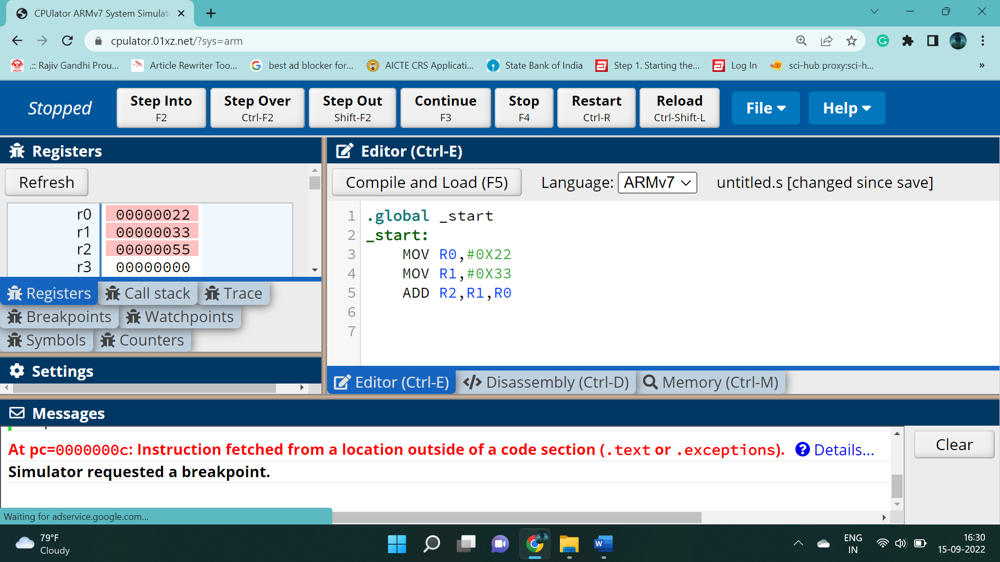 CPUlator ARMv7 System Simulat
cpulator.01xz.net/?sys=arm
.:: Rajiv Gandhi Prou...
Article Rewriter Too...
best ad blocker for...
AICTE CRS Applicati...
State Bank of India
Step 1. Starting the...
Log In
sci-hub proxy:sci-h...
»
Stopped
Step Into
F2
Step Over
Ctrl-F2
Step Out
Shift-F2
Continue
F3
Stop
F4
Restart
Ctrl-R
Reload
Ctrl-Shift-L
File
Help
Registers
Refresh
r0 00000022
r1 00000033
r2 00000055
r3 00000000
Registers Call stack Trace
Breakpoints Watchpoints
Symbols Counters
Settings
Editor (Ctrl-E)
Compile and Load (F5) Language: ARMv7 untitled.s [changed since save]
1 .global _start
2 _start:
3 MOV R0,#0X22
4 MOV R1,#0X33
5 ADD R2,R1,R0
6
7
Editor (Ctrl-E) Disassembly (Ctrl-D) Memory (Ctrl-M)
Messages
At pc=0000000c: Instruction fetched from a location outside of a code section (.text or .exceptions). Details...
Simulator requested a breakpoint.
Clear
Waiting for adservice.google.com...
79°F
Cloudy
ENG
IN
16:30
15-09-2022